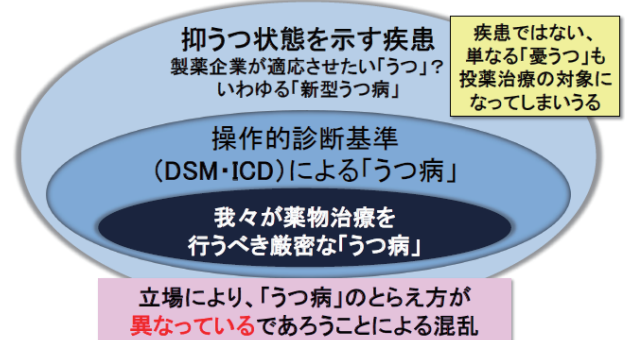 抑うつ状態を示す疾患
製薬企業が適応させたい「うつ」?
いわゆる「新型うつ病」
疾患ではない、
単なる「憂うつ」も
投薬治療の対象に
なってしまいうる
操作的診断基準
(DSM・ICD)による「うつ病」
我々が薬物治療を
行うべき厳密な「うつ病」
立場により、「うつ病」のとらえ方が
異なっているであろうことによる混乱